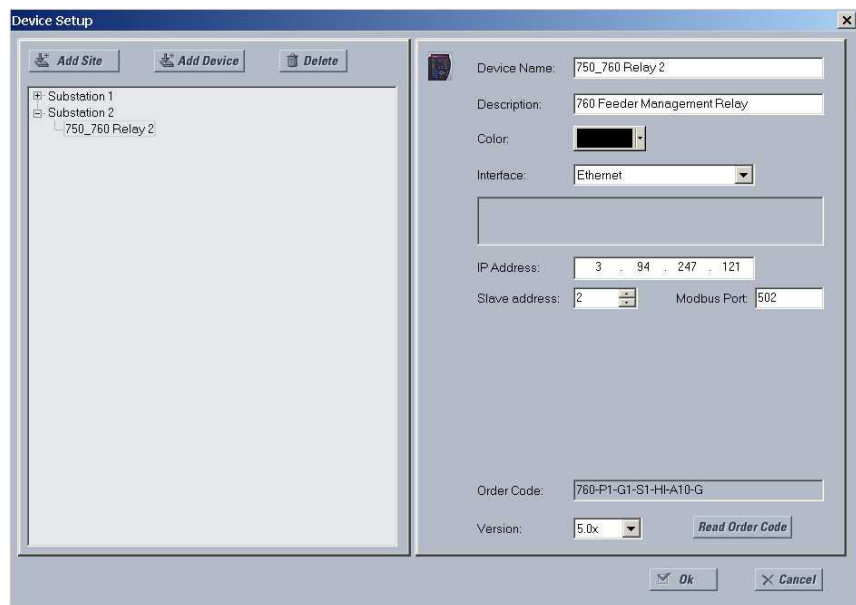 Device Setup
Add Site
Add Device
Delete
Substation 1
Substation 2
750_760 Relay 2
Device Name: 750_760 Relay 2
Description: 760 Feeder Management Relay
Color:
Interface: Ethernet
IP Address: 3 . 94 . 247 . 121
Slave address: 2 Modbus Port: 502
Order Code: 760-P1-G1-S1-HI-A10-G
Version: 5.0x Read Order Code
Ok Cancel